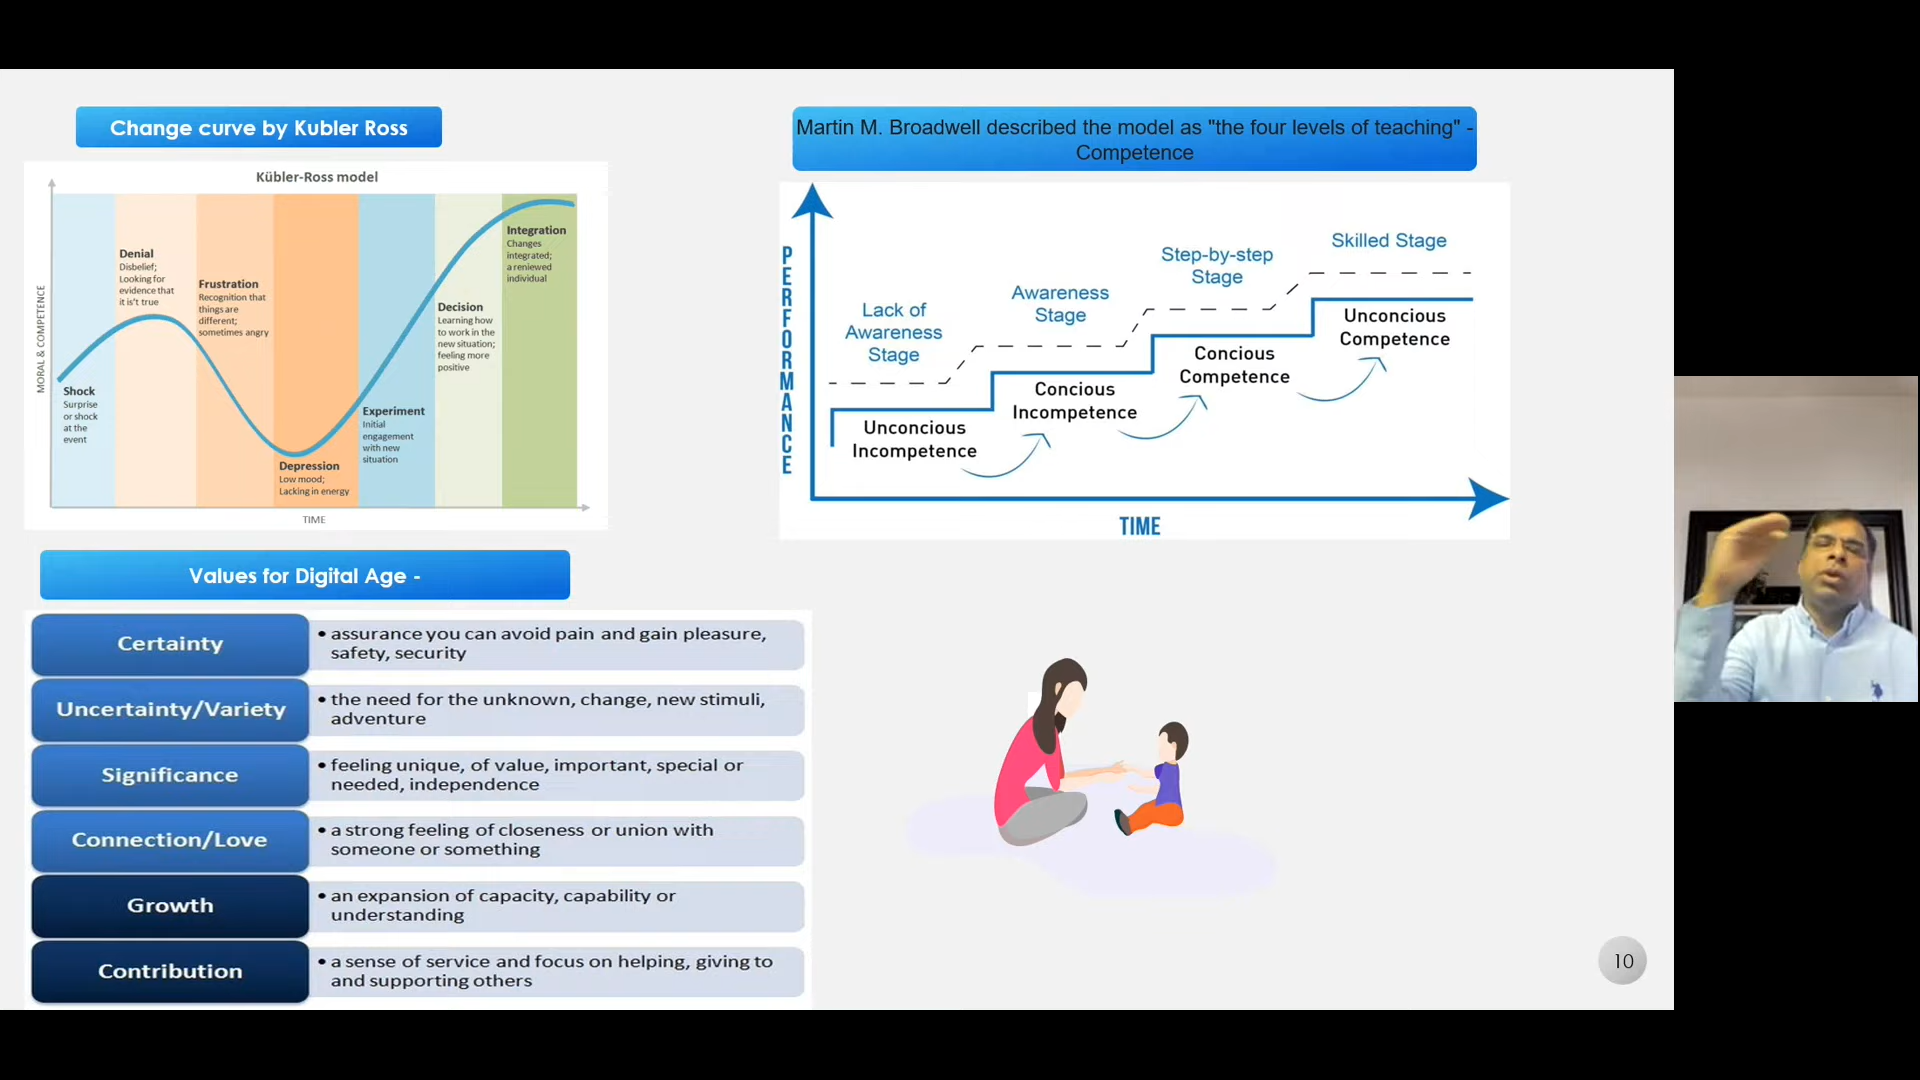 Change curve by Kubler Ross
Kübler-Ross model
MORAL & COMPETENCE
Shock
Surprise
or shock
at the
event
Denial
Disbelief;
Looking for
evidence that
it is't true
Frustration
Recognition that
things are
different;
sometimes angry
Depression
Low mood;
Lacking in energy
Experiment
Initial
engagement
with new
situation
Decision
Learning how
to work in the
new situation;
feeling more
positive
Integration
Changes
integrated;
a reniewed
individual
TIME
Martin M. Broadwell described the model as "the four levels of teaching" -
Competence
PERFORMANCE
Lack of
Awareness
Stage
Awareness
Stage
Step-by-step
Stage
Skilled Stage
Unconcious
Incompetence
Concious
Incompetence
Concious
Competence
Unconcious
Competence
TIME
Values for Digital Age -
Certainty
• assurance you can avoid pain and gain pleasure,
safety, security
Uncertainty/Variety
• the need for the unknown, change, new stimuli,
adventure
Significance
• feeling unique, of value, important, special or
needed, independence
Connection/Love
• a strong feeling of closeness or union with
someone or something
Growth
• an expansion of capacity, capability or
understanding
Contribution
• a sense of service and focus on helping, giving to
and supporting others
10